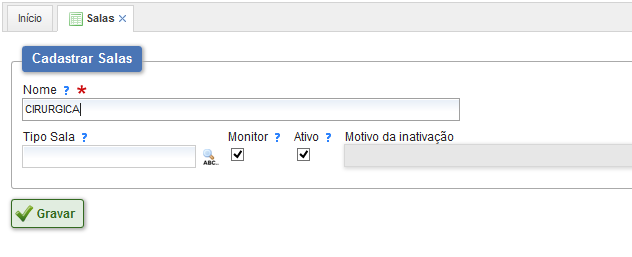 Início Salas
Cadastrar Salas
Nome ? *
CIRURGICA
Tipo Sala ? Monitor ? Ativo ? Motivo da inativação
ABC..
Gravar